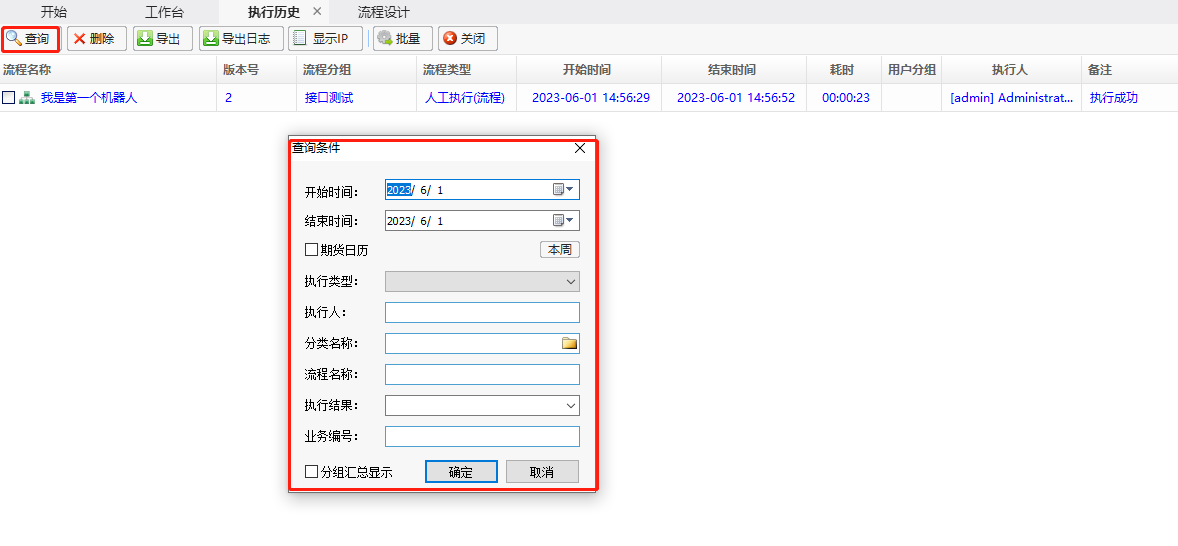 开始 工作台 执行历史 流程设计
查询 删除 导出 导出日志 显示IP 批量 关闭
流程名称 版本号 流程分组 流程类型 开始时间 结束时间 耗时 用户分组 执行人 备注
我是第一个机器人 2 接口测试 人工执行(流程) 2023-06-01 14:56:29 2023-06-01 14:56:52 00:00:23 [admin] Administrat... 执行成功
查询条件
开始时间： 2023/ 6/ 1
结束时间： 2023/ 6/ 1
期货日历 本周
执行类型：
执行人：
分类名称：
流程名称：
执行结果：
业务编号：
分组汇总显示 确定 取消